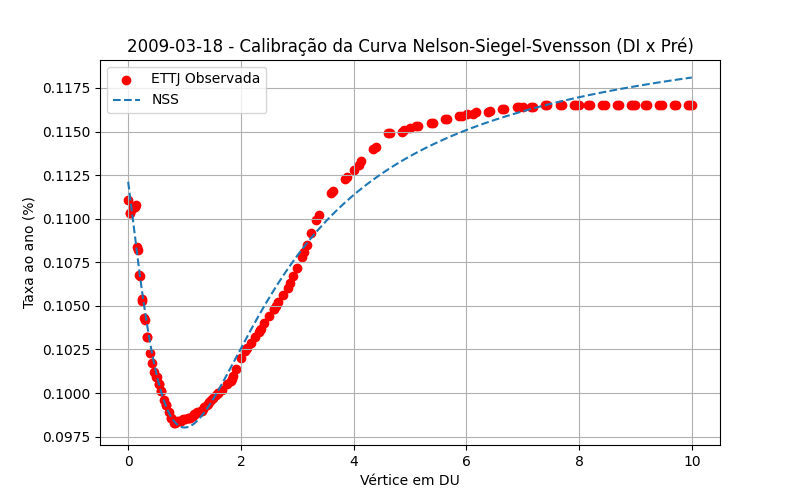 2009-03-18 - Calibração da Curva Nelson-Siegel-Svensson (DI x Pré)
ETTJ Observada
NSS
Taxa ao ano (%)
0.1175
0.1150
0.1125
0.1100
0.1075
0.1050
0.1025
0.1000
0.0975
0 2 4 6 8 10
Vértice em DU